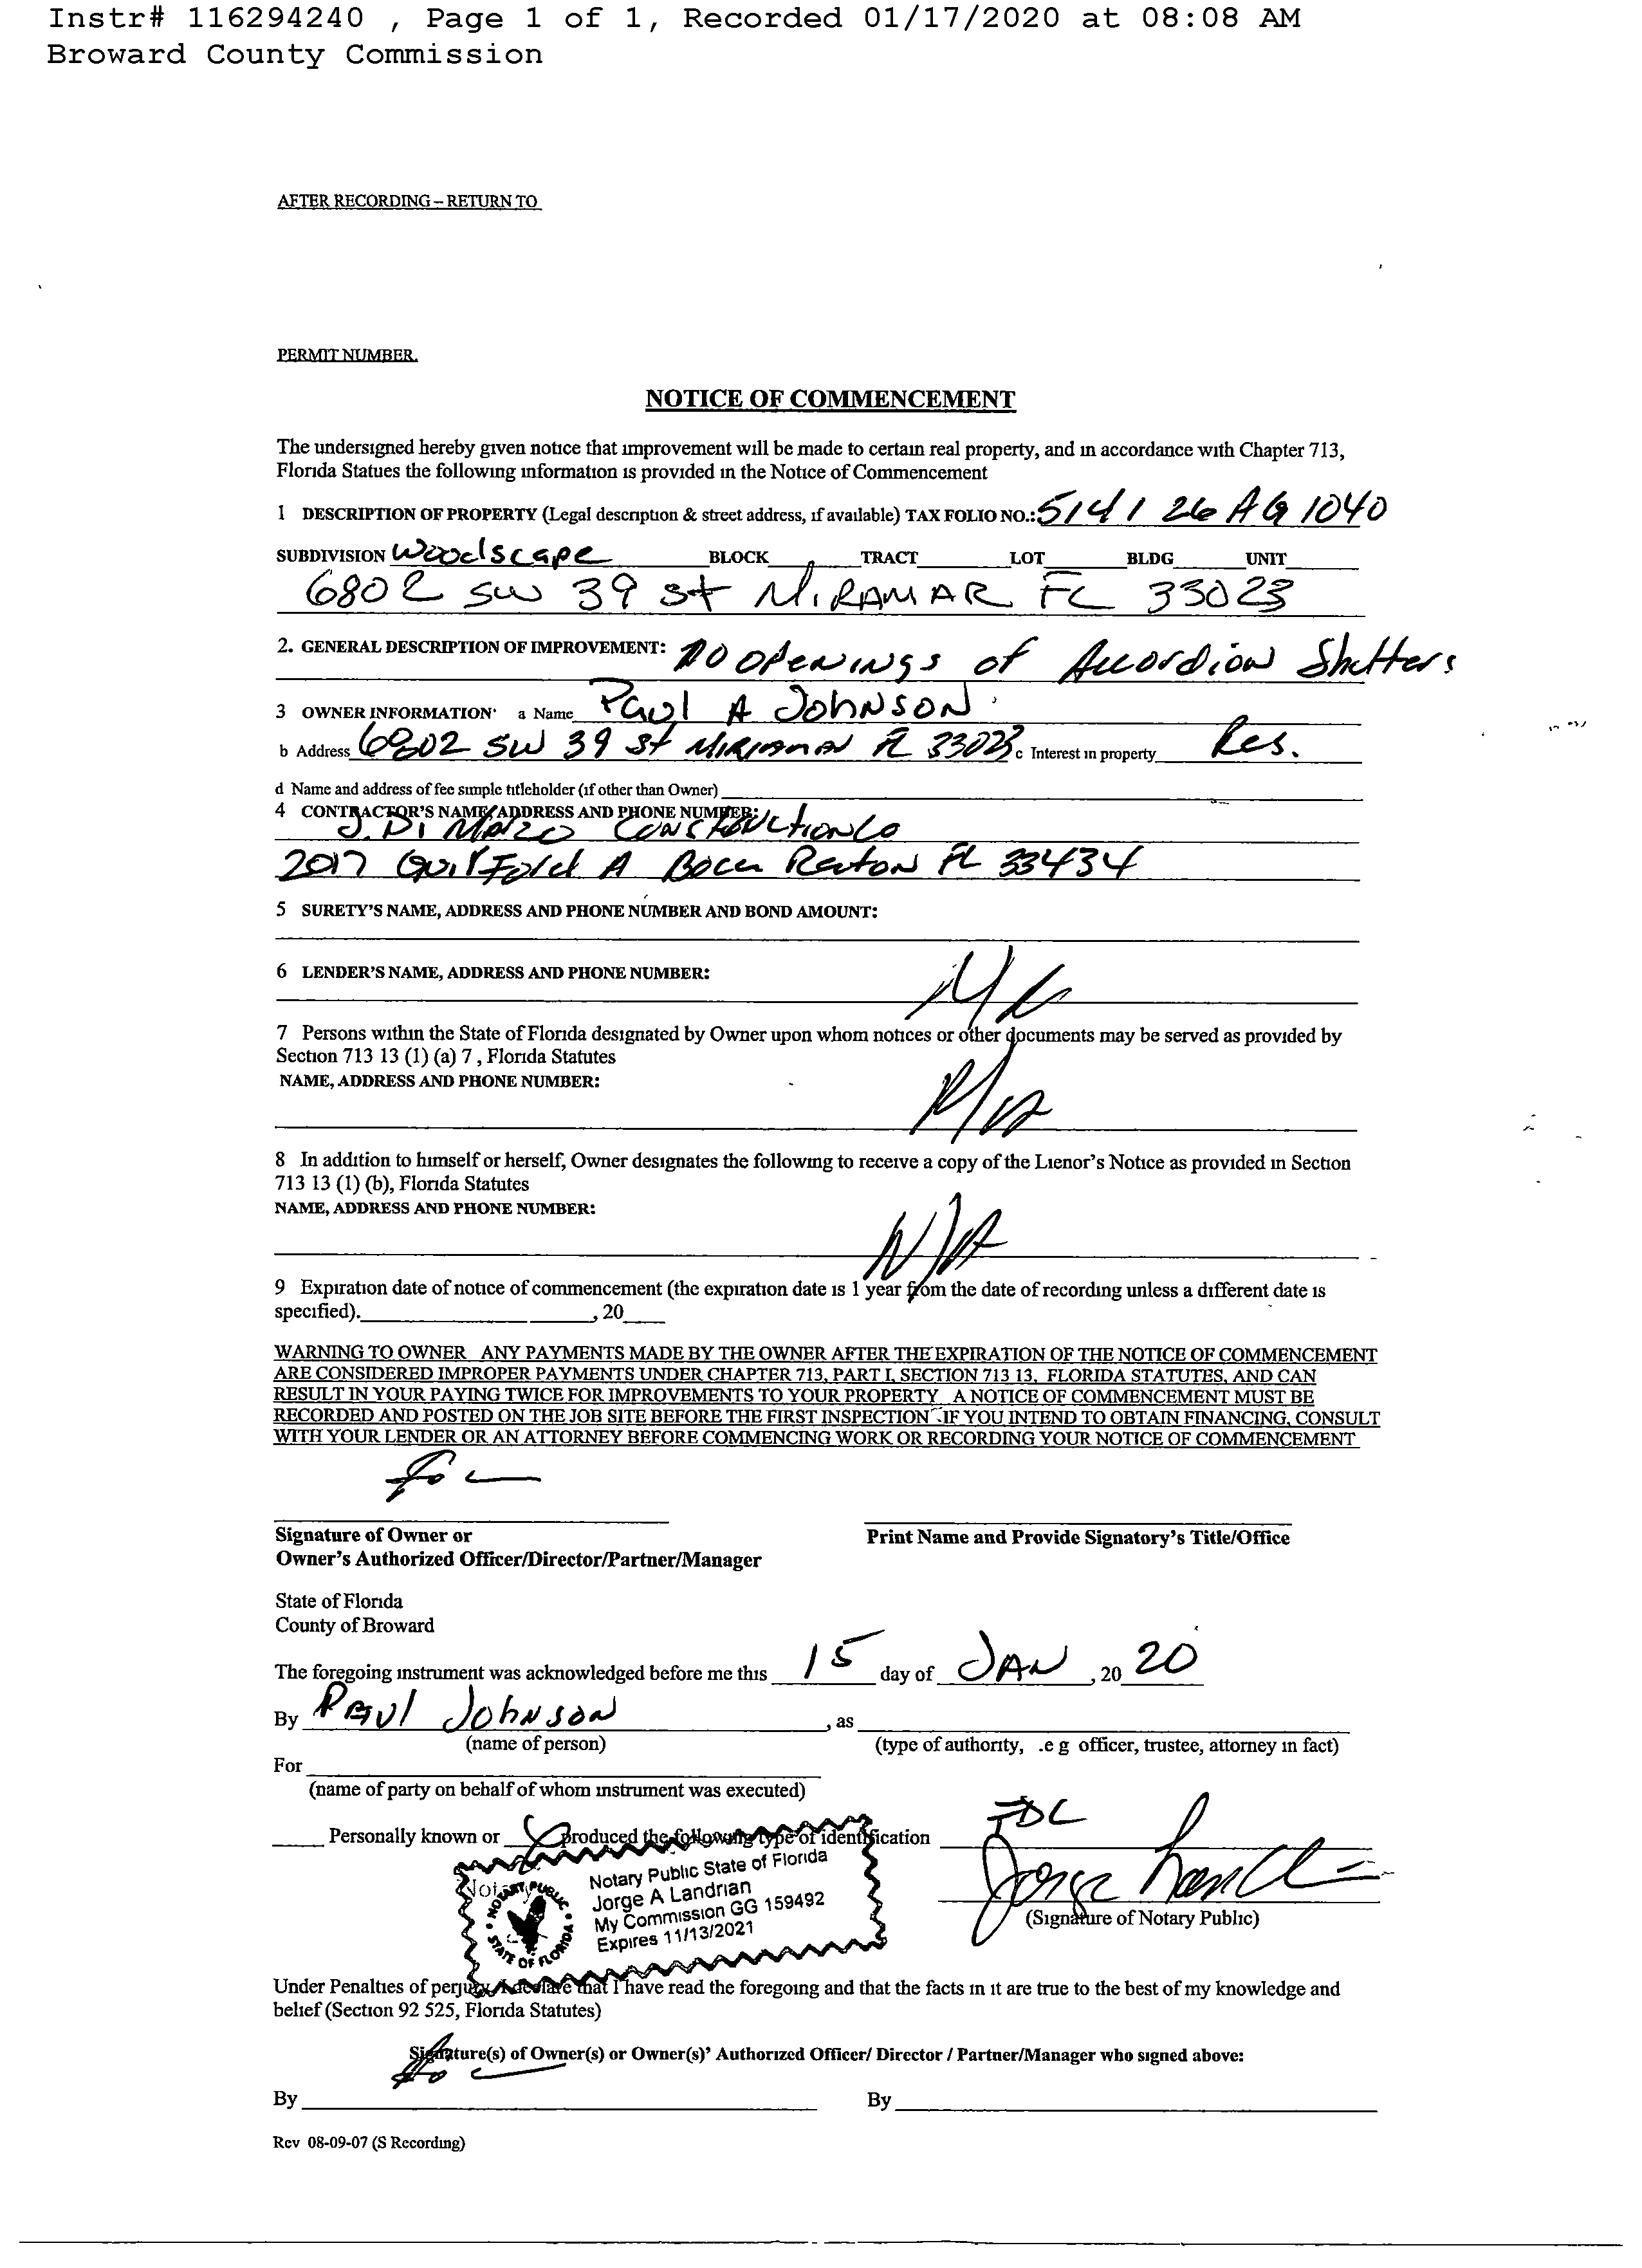 Instr# 116294240 , Page 1 of 1, Recorded 01/17/2020 at 08:08 AM
Broward County Commission
AFTER RECORDING – RETURN TO
PERMIT NUMBER.
NOTICE OF COMMENCEMENT
The undersigned hereby given notice that improvement will be made to certain real property, and in accordance with Chapter 713,
Florida Statues the following information is provided in the Notice of Commencement
1 DESCRIPTION OF PROPERTY (Legal description & street address, if available) TAX FOLIO NO.: 5141 26 AG 1040
SUBDIVISION Woodscape BLOCK TRACT LOT BLDG UNIT
6802 SW 39 St MIRAMAR FL 33023
2. GENERAL DESCRIPTION OF IMPROVEMENT: Openings of Accordion Shutters
3 OWNER INFORMATION a Name Paul A Johnson
b Address 6802 SW 39 St FL 33023 c Interest in property Res.
d Name and address of fee simple titleholder (if other than Owner)
4 CONTRACTOR'S NAME, ADDRESS AND PHONE NUMBER:
J. Di Marzo Construction Co
2017 Guilford A Boca Raton FL 33434
5 SURETY'S NAME, ADDRESS AND PHONE NUMBER AND BOND AMOUNT:
6 LENDER'S NAME, ADDRESS AND PHONE NUMBER:
7 Persons within the State of Florida designated by Owner upon whom notices or other documents may be served as provided by
Section 713 13 (1) (a) 7 , Florida Statutes
NAME, ADDRESS AND PHONE NUMBER:
N/A
8 In addition to himself or herself, Owner designates the following to receive a copy of the Lienor's Notice as provided in Section
713 13 (1) (b), Florida Statutes
NAME, ADDRESS AND PHONE NUMBER:
N/A
9 Expiration date of notice of commencement (the expiration date is 1 year from the date of recording unless a different date is
specified). , 20
WARNING TO OWNER ANY PAYMENTS MADE BY THE OWNER AFTER THE EXPIRATION OF THE NOTICE OF COMMENCEMENT
ARE CONSIDERED IMPROPER PAYMENTS UNDER CHAPTER 713, PART I, SECTION 713 13, FLORIDA STATUTES, AND CAN
RESULT IN YOUR PAYING TWICE FOR IMPROVEMENTS TO YOUR PROPERTY A NOTICE OF COMMENCEMENT MUST BE
RECORDED AND POSTED ON THE JOB SITE BEFORE THE FIRST INSPECTION IF YOU INTEND TO OBTAIN FINANCING, CONSULT
WITH YOUR LENDER OR AN ATTORNEY BEFORE COMMENCING WORK OR RECORDING YOUR NOTICE OF COMMENCEMENT
Signature of Owner or Print Name and Provide Signatory's Title/Office
Owner's Authorized Officer/Director/Partner/Manager
State of Florida
County of Broward
The foregoing instrument was acknowledged before me this 15 day of JAN , 20 20
By Paul Johnson , as
(name of person) (type of authority, .e g officer, trustee, attorney in fact)
For
(name of party on behalf of whom instrument was executed)
Personally known or produced the following type of identification FDL
Notary Public State of Florida
Jorge A Landrian
My Commission GG 159492
Expires 11/13/2021
NOTARY PUBLIC STATE OF FLORIDA
(Signature of Notary Public)
Under Penalties of perjury, I declare that I have read the foregoing and that the facts in it are true to the best of my knowledge and
belief (Section 92 525, Florida Statutes)
Signature(s) of Owner(s) or Owner(s)' Authorized Officer/ Director / Partner/Manager who signed above:
By By
Rev 08-09-07 (S Recording)